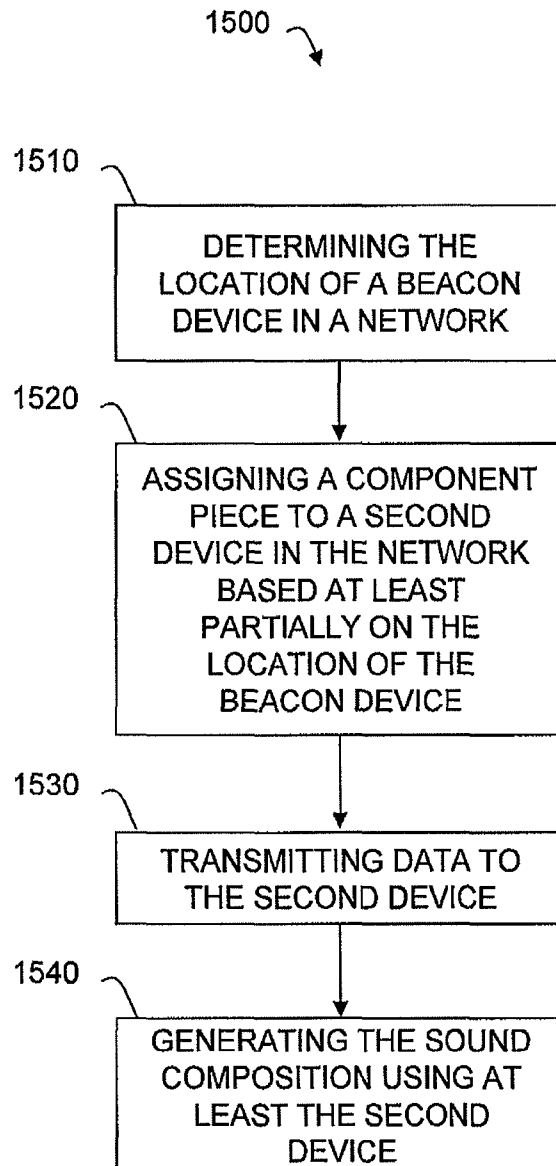 1500
1510
DETERMINING THE
LOCATION OF A BEACON
DEVICE IN A NETWORK
1520
ASSIGNING A COMPONENT
PIECE TO A SECOND
DEVICE IN THE NETWORK
BASED AT LEAST
PARTIALLY ON THE
LOCATION OF THE
BEACON DEVICE
1530
TRANSMITTING DATA TO
THE SECOND DEVICE
1540
GENERATING THE SOUND
COMPOSITION USING AT
LEAST THE SECOND
DEVICE